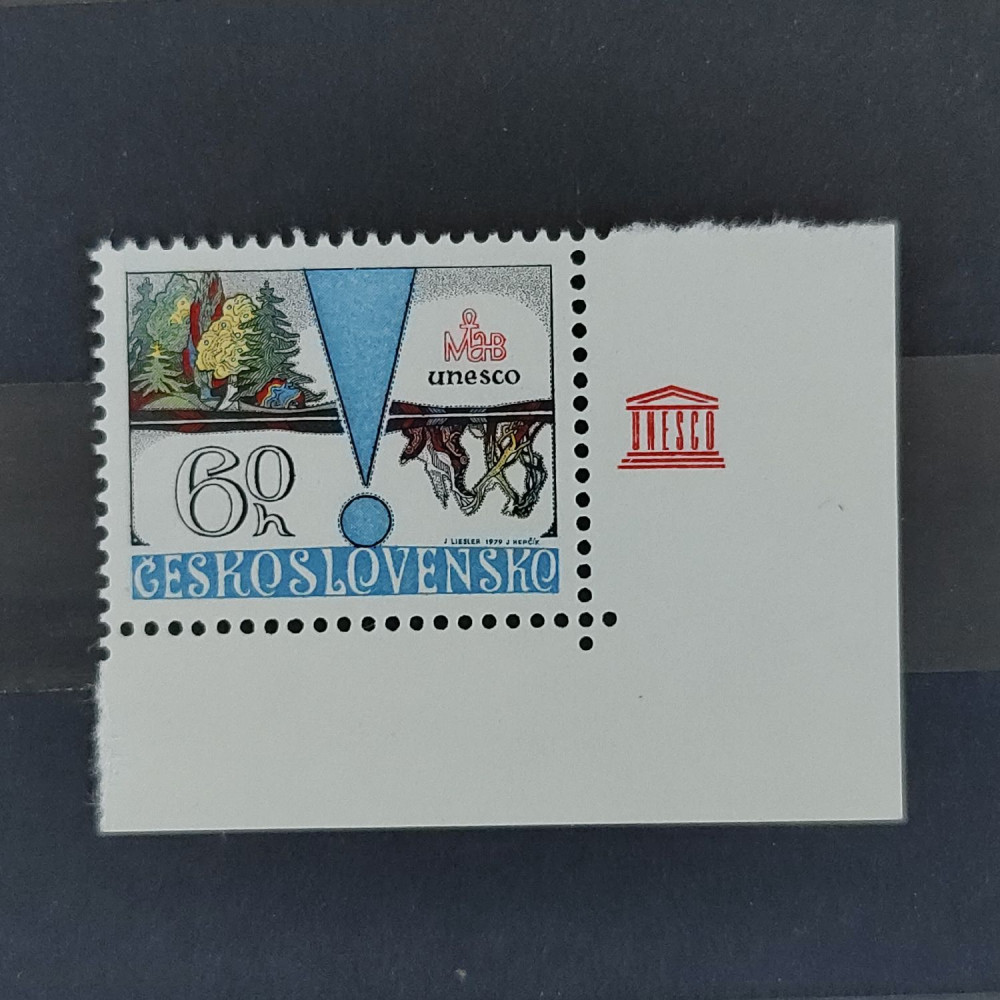 MaB
unesco
UNESCO
60
h
J LIESLER 1979 J HERČÍK
ČESKOSLOVENSKO